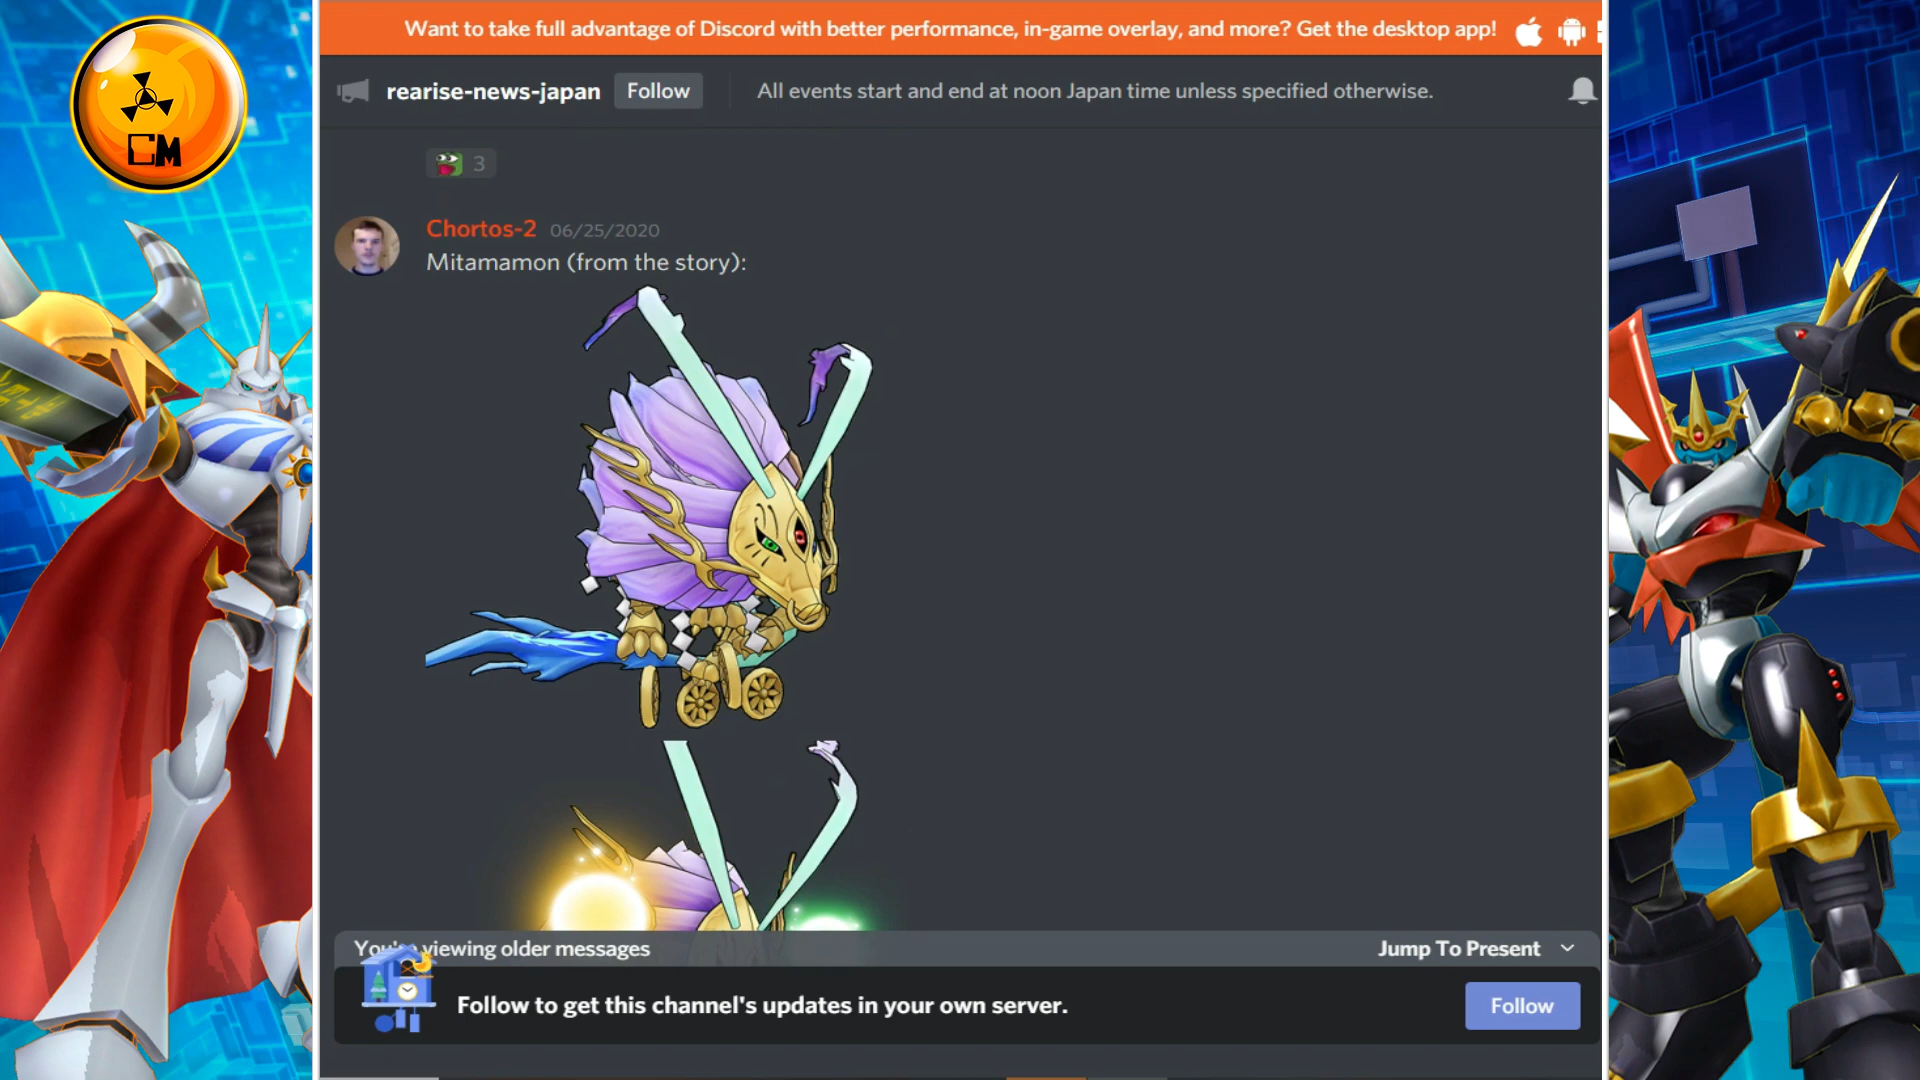 Want to take full advantage of Discord with better performance, in-game overlay, and more? Get the desktop app!
rearise-news-japan
Follow
All events start and end at noon Japan time unless specified otherwise.
3
Chortos-2 06/25/2020
Mitamamon (from the story):
You're viewing older messages
Jump To Present
Follow to get this channel's updates in your own server.
Follow
CM